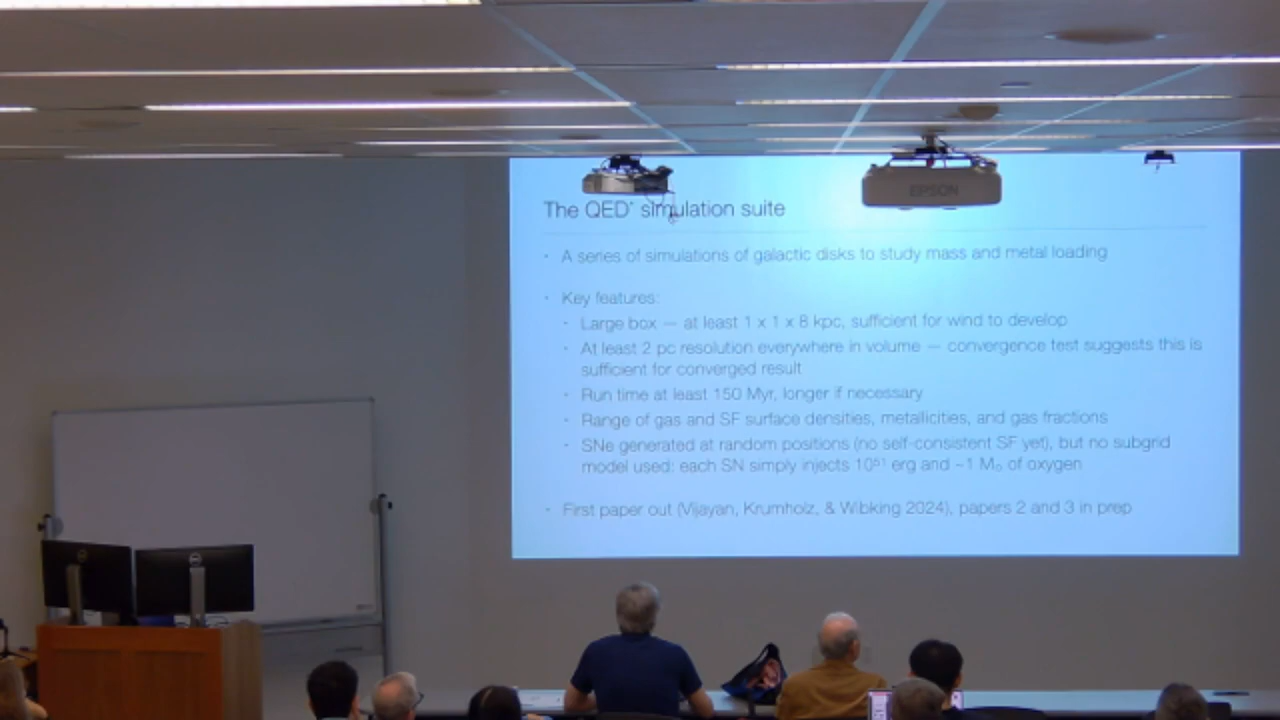 EPSON
The QED* simulation suite
• A series of simulations of galactic disks to study mass and metal loading
• Key features:
• Large box — at least 1 x 1 x 8 kpc, sufficient for wind to develop
• At least 2 pc resolution everywhere in volume — convergence test suggests this is
sufficient for converged result
• Run time at least 150 Myr, longer if necessary
• Range of gas and SF surface densities, metallicities, and gas fractions
• SNe generated at random positions (no self-consistent SF yet), but no subgrid
model used: each SN simply injects 10⁵¹ erg and ~1 M☉ of oxygen
• First paper out (Vijayan, Krumholz, & Wibking 2024), papers 2 and 3 in prep